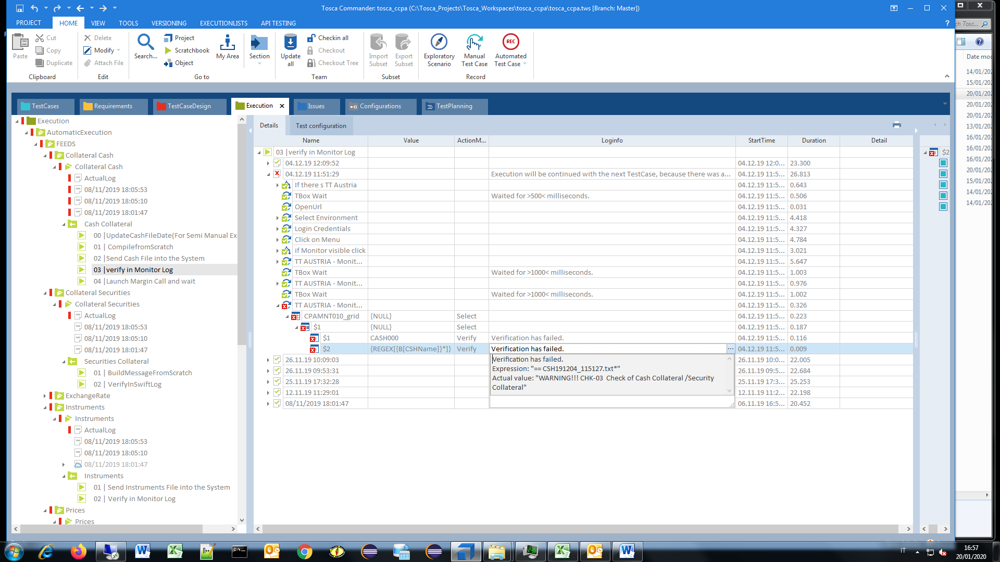 Tosca Commander: tosca_ccpa (C:\Tosca_Projects\Tosca_Workspaces\tosca_ccpa\tosca_ccpa.tws [Branch: Master])
PROJECT HOME VIEW TOOLS VERSIONING EXECUTIONLISTS API TESTING ?
Paste
Cut
Copy
Duplicate
Clipboard
Delete
Modify
Attach File
Edit
Search...
Project
Scratchbook
Object
My Area
Section
Go to
Update all
Checkin all
Checkout
Checkout Tree
Team
Import Subset
Export Subset
Subset
Exploratory Scenario
Manual Test Case
REC
Automated Test Case
Record
TestCases Requirements TestCaseDesign Execution Issues Configurations TestPlanning
Execution
AutomaticExecution
FEEDS
Collateral Cash
Collateral Cash
ActualLog
08/11/2019 18:05:53
08/11/2019 18:05:10
08/11/2019 18:01:47
Cash Collateral
00 |UpdateCashFileDate(For Semi Manual Ex
01 | CompilefromScratch
02 |Send Cash File into the System
03 |verify in Monitor Log
04 |Launch Margin Call and wait
Collateral Securities
Collateral Securities
ActualLog
08/11/2019 18:05:53
08/11/2019 18:05:10
08/11/2019 18:01:47
Securities Collateral
01 | BuildMessageFromScratch
02 | VerifyInSwiftLog
ExchangeRate
Instruments
Instruments
ActualLog
08/11/2019 18:05:53
08/11/2019 18:05:10
08/11/2019 18:01:47
Instruments
01 | Send Instruments File into the System
02 | Verify in Monitor Log
Prices
Prices
Details Test configuration
Name Value ActionM... Loginfo StartTime Duration Detail
03 |verify in Monitor Log
04.12.19 12:09:52 04.12.19 12:0... 23.300
04.12.19 11:51:29 Execution will be continued with the next TestCase, because there was a... 04.12.19 11:5... 26.813
If there s TT Austria 04.12.19 11:5... 0.643
TBox Wait Waited for >500< milliseconds. 04.12.19 11:5... 0.506
OpenUrl 04.12.19 11:5... 0.031
Select Environment 04.12.19 11:5... 4.418
Login Credentials 04.12.19 11:5... 4.327
Click on Menu 04.12.19 11:5... 4.784
if Monitor visible click 04.12.19 11:5... 3.021
TT AUSTRIA - Monit... 04.12.19 11:5... 5.647
TBox Wait Waited for >1000< milliseconds. 04.12.19 11:5... 1.003
TT AUSTRIA - Monit... 04.12.19 11:5... 0.976
TBox Wait Waited for >1000< milliseconds. 04.12.19 11:5... 1.002
TT AUSTRIA - Monit... 04.12.19 11:5... 0.326
CPAMNT010_grid {NULL} Select 04.12.19 11:5... 0.223
$1 {NULL} Select 04.12.19 11:5... 0.187
$1 CASH000 Verify Verification has failed. 04.12.19 11:5... 0.116
$2 {REGEX[{B[CSHName]}*]} Verify Verification has failed. ... 04.12.19 11:5... 0.009
26.11.19 10:09:03 26.11.19 10:0... 22.005
26.11.19 09:53:31 26.11.19 09:5... 22.684
25.11.19 17:32:28 25.11.19 17:3... 25.253
12.11.19 11:29:01 12.11.19 11:2... 22.198
08/11/2019 18:01:47 06.11.19 16:5... 20.452
Verification has failed.
Expression: "== CSH191204_115127.txt*"
Actual value: "WARNING!!! CHK-03 Check of Cash Collateral /Security
Collateral"
$2
ch Tosc...
Date moc
14/01/202
15/01/202
20/01/202
20/01/202
20/01/202
13/01/202
16/01/202
16/01/202
16/01/202
20/01/202
15/01/202
14/01/202
14/01/202
IT
16:57
20/01/2020